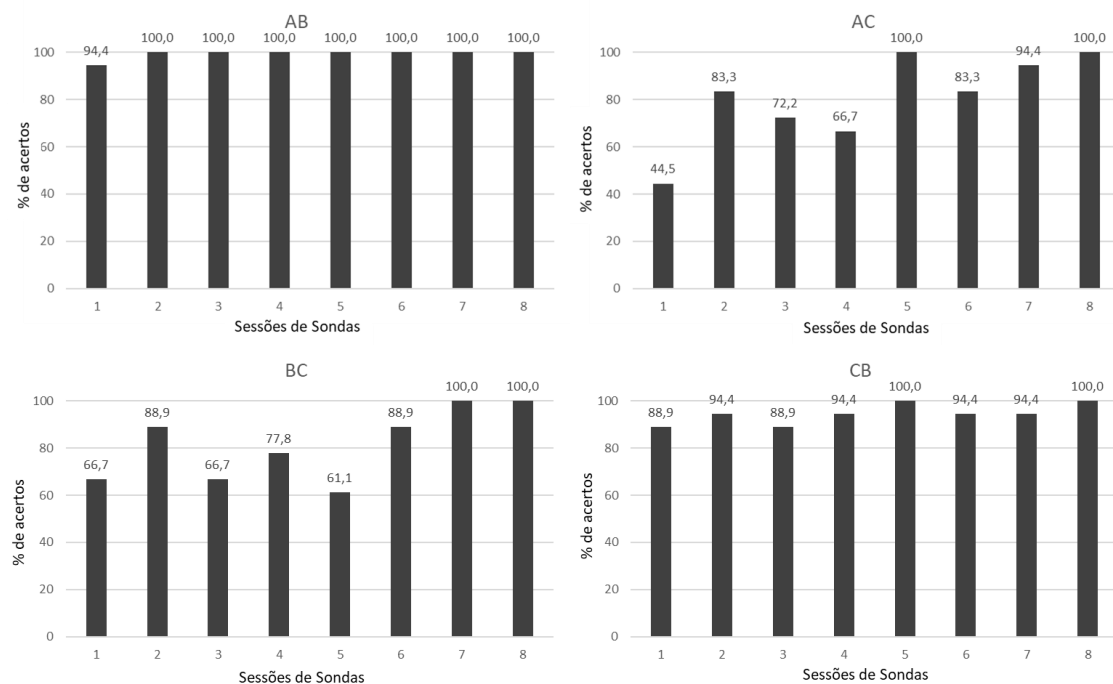 AB
94,4 100,0 100,0 100,0 100,0 100,0 100,0 100,0
100
80
60
40
20
0
% de acertos
1 2 3 4 5 6 7 8
Sessões de Sondas
AC
44,5 83,3 72,2 66,7 100,0 83,3 94,4 100,0
100
80
60
40
20
0
% de acertos
1 2 3 4 5 6 7 8
Sessões de Sondas
BC
66,7 88,9 66,7 77,8 61,1 88,9 100,0 100,0
100
80
60
40
20
0
% de acertos
1 2 3 4 5 6 7 8
Sessões de Sondas
CB
88,9 94,4 88,9 94,4 100,0 94,4 94,4 100,0
100
80
60
40
20
0
% de acertos
1 2 3 4 5 6 7 8
Sessões de Sondas